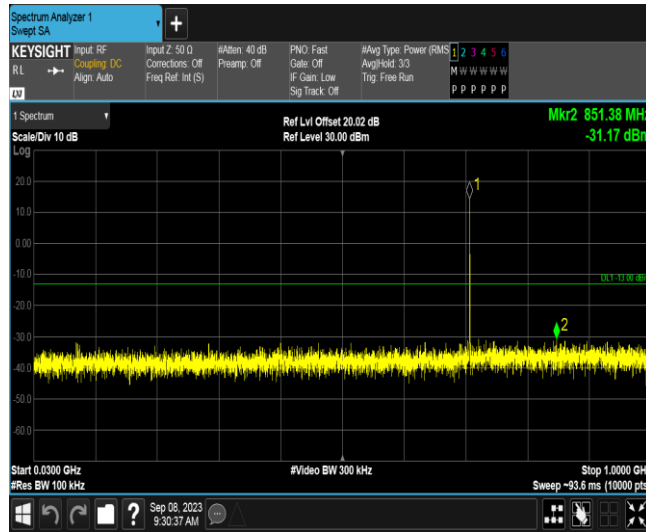 Spectrum Analyzer 1
Swept SA
+
KEYSIGHT
RL
LXI
Input: RF
Coupling: DC
Align: Auto
Input Z: 50 Ω
Corrections: Off
Freq Ref: Int (S)
#Atten: 40 dB
Preamp: Off
PNO: Fast
Gate: Off
IF Gain: Low
Sig Track: Off
#Avg Type: Power (RMS
Avg|Hold: 3/3
Trig: Free Run
1 2 3 4 5 6
M W W W W W
P P P P P P
1 Spectrum
Scale/Div 10 dB
Log
Ref Lvl Offset 20.02 dB
Ref Level 30.00 dBm
Mkr2 851.38 MHz
-31.17 dBm
20.0
10.0
0.00
-10.0
-20.0
-30.0
-40.0
-50.0
-60.0
1
DL1 -13.00 dBm
2
Start 0.0300 GHz
#Res BW 100 kHz
#Video BW 300 kHz
Stop 1.0000 GHz
Sweep ~93.6 ms (10000 pts
?
Sep 08, 2023
9:30:37 AM